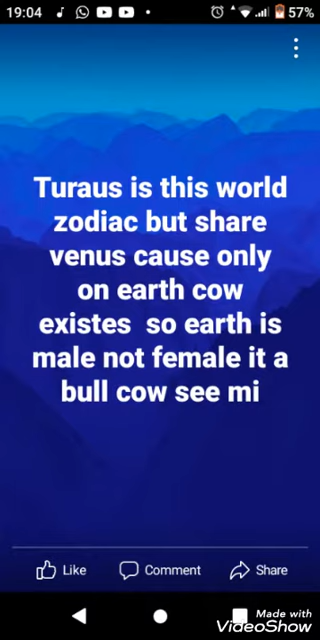 19:04
57%
Turaus is this world
zodiac but share
venus cause only
on earth cow
existes  so earth is
male not female it a
bull cow see mi
Like Comment Share
Made with
VideoShow